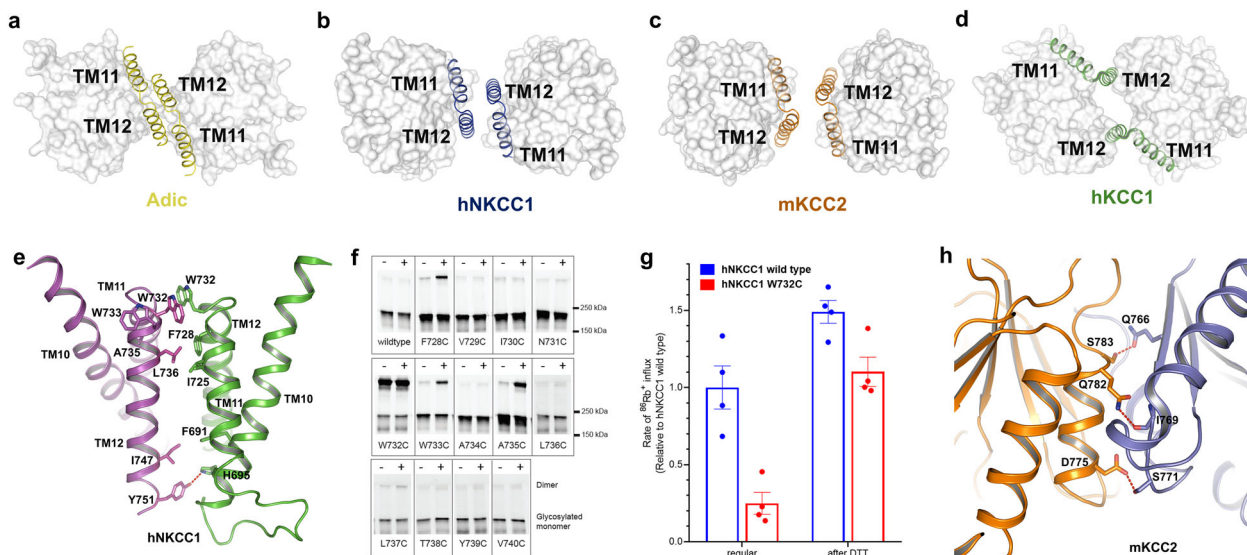 a
TM11
TM12
TM12
TM11
Adic
b
TM11
TM12
TM12
TM11
hNKCC1
c
TM11
TM12
TM12
TM11
mKCC2
d
TM11
TM12
TM12
TM11
hKCC1
e
W732
TM11
W732
W733
F728
TM12
A735
TM10
L736
I725
TM10
TM11
TM12
F691
I747
H695
Y751
hNKCC1
f
- + - + - + - + - +
250 kDa
150 kDa
wildtype F728C V729C I730C N731C
- + - + - + - + - +
250 kDa
150 kDa
W732C W733C A734C A735C L736C
- + - + - + - +
Dimer
Glycosylated
monomer
L737C T738C Y739C V740C
g
hNKCC1 wild type
hNKCC1 W732C
Rate of ⁸⁶Rb⁺ influx
(Relative to hNKCC1 wild type)
1.5
1.0
0.5
0.0
regular after DTT
h
Q766
S783
Q782
I769
D775
S771
mKCC2